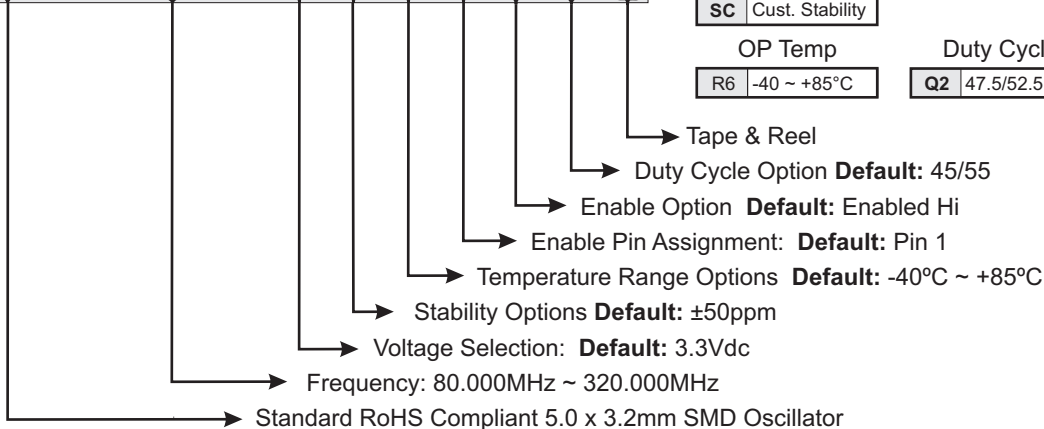 SC Cust. Stability
OP Temp
Duty Cycl
R6 -40 ~ +85°C
Q2 47.5/52.5
Tape & Reel
Duty Cycle Option Default: 45/55
Enable Option Default: Enabled Hi
Enable Pin Assignment: Default: Pin 1
Temperature Range Options Default: -40ºC ~ +85ºC
Stability Options Default: ±50ppm
Voltage Selection: Default: 3.3Vdc
Frequency: 80.000MHz ~ 320.000MHz
Standard RoHS Compliant 5.0 x 3.2mm SMD Oscillator